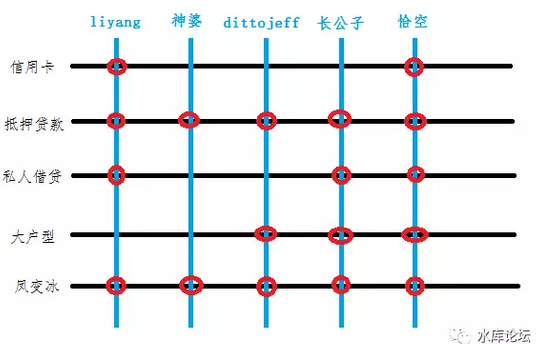 liyang 神婆 dittojeff 长公子 恰空
信用卡
抵押贷款
私人借贷
大户型
凤变冰
水库论坛